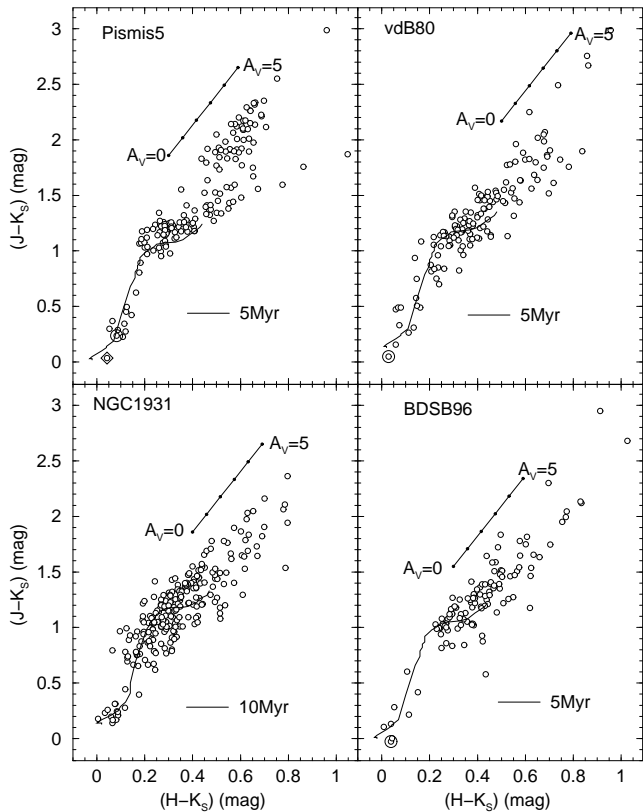 Pismis5
A_V=5
A_V=0
5Myr
(J−K_S) (mag)
3
2.5
2
1.5
1
0.5
0
vdB80
A_V=5
A_V=0
5Myr
NGC1931
A_V=5
A_V=0
10Myr
(J−K_S) (mag)
3
2.5
2
1.5
1
0.5
0
0 0.2 0.4 0.6 0.8 1
(H−K_S) (mag)
BDSB96
A_V=5
A_V=0
5Myr
0 0.2 0.4 0.6 0.8 1
(H−K_S) (mag)